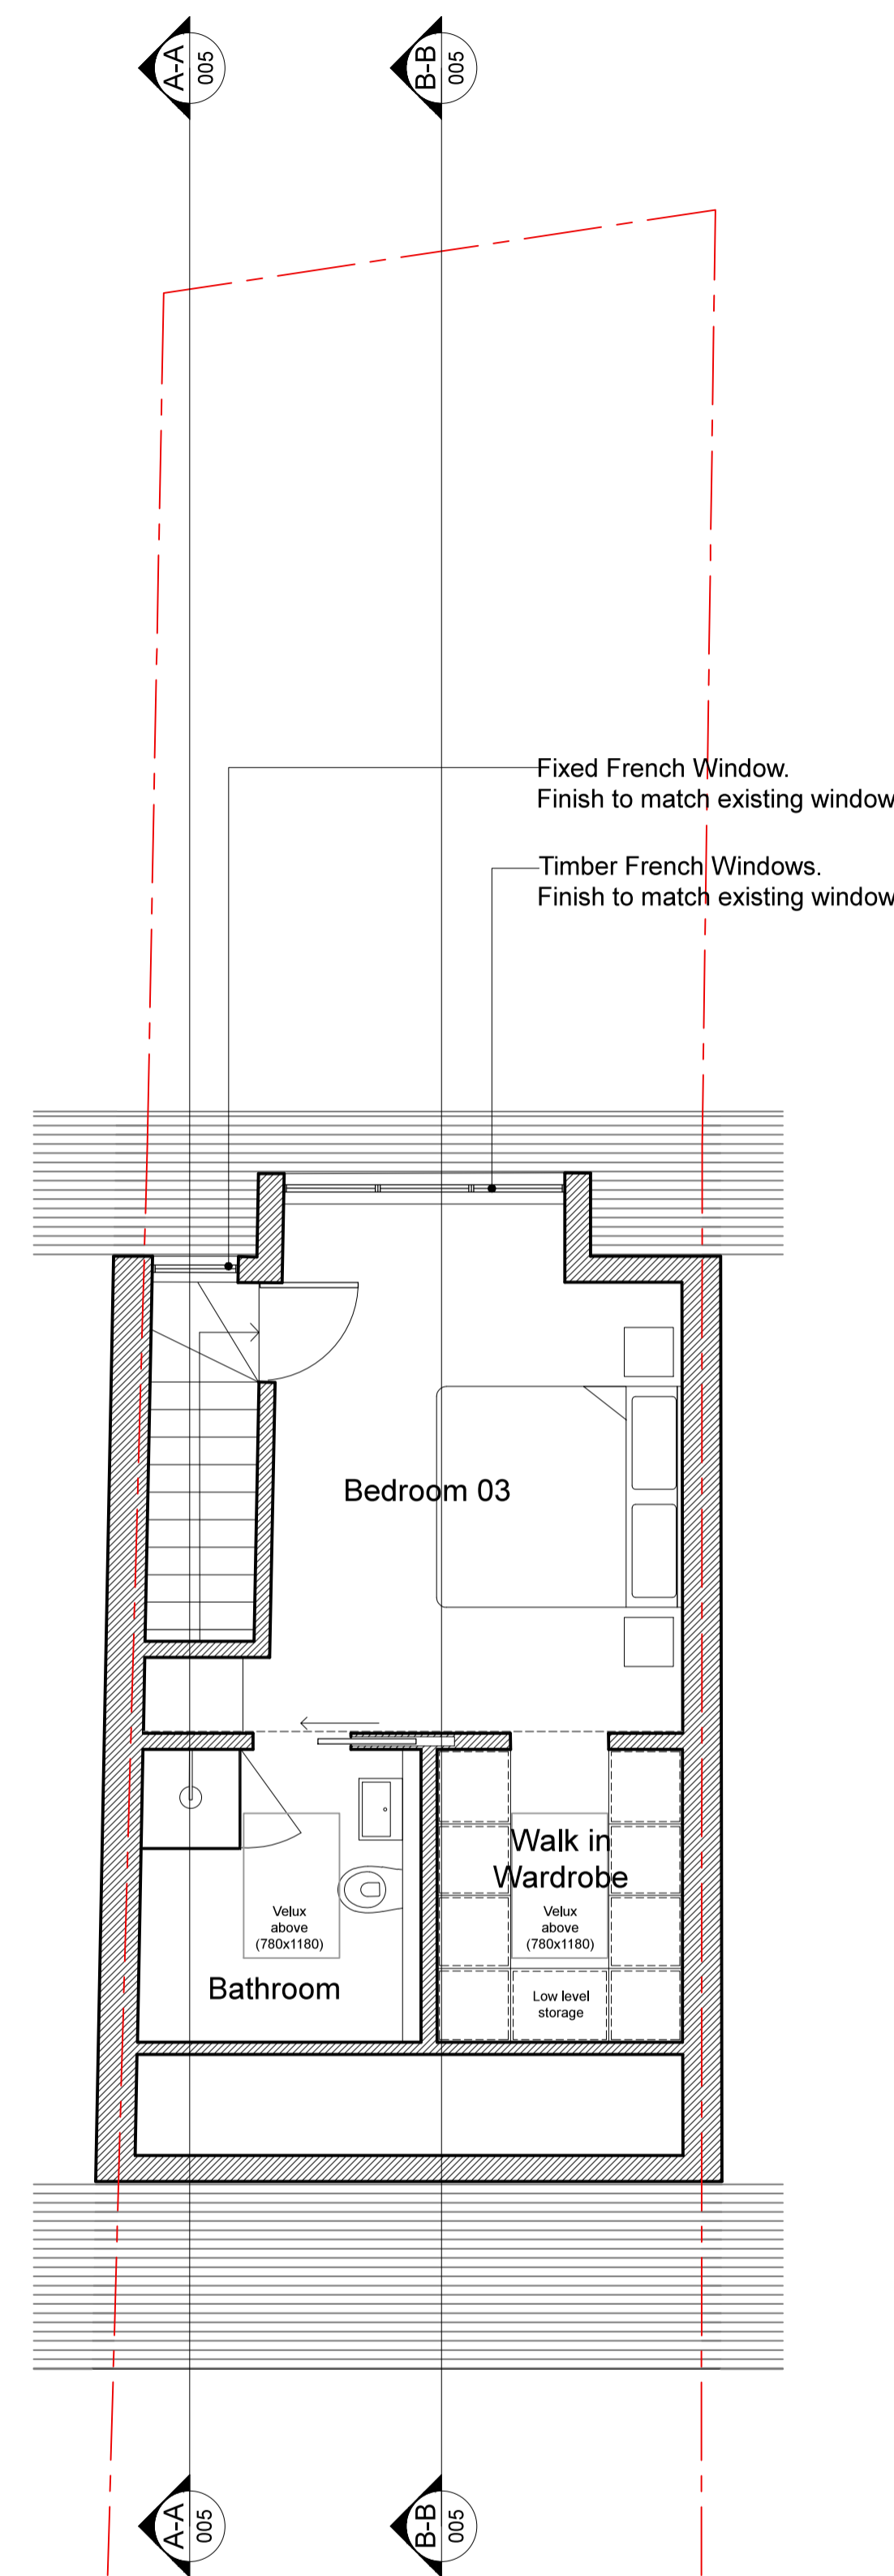 A-A
005
B-B
005
Fixed French Window.
Finish to match existing window
Timber French Windows.
Finish to match existing window
Bedroom 03
Walk in
Wardrobe
Velux
above
(780x1180)
Velux
above
(780x1180)
Bathroom
Low level
storage
A-A
005
B-B
005